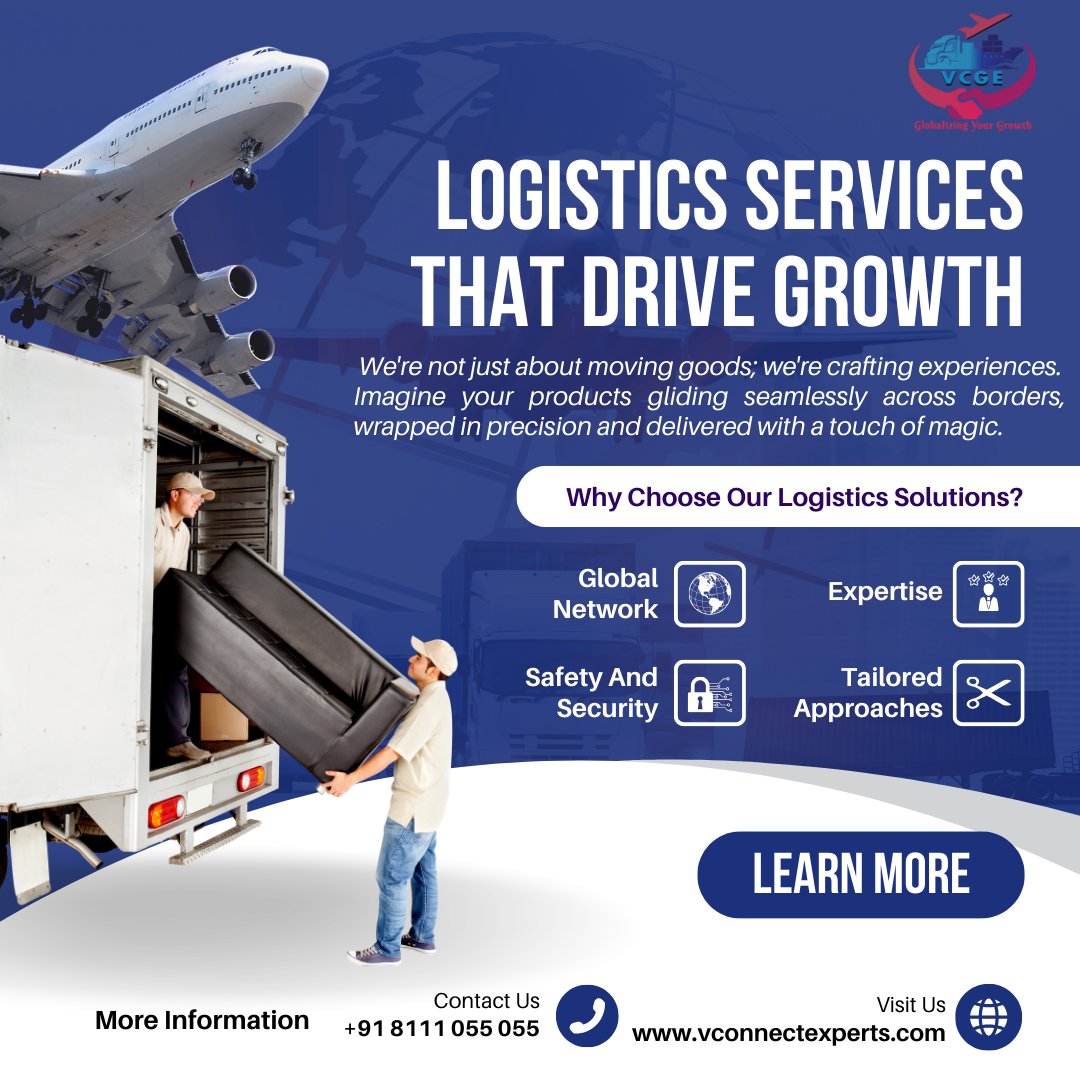 VCGE
Globalizing Your Growth
LOGISTICS SERVICES
THAT DRIVE GROWTH
We're not just about moving goods; we're crafting experiences.
Imagine your products gliding seamlessly across borders,
wrapped in precision and delivered with a touch of magic.
Why Choose Our Logistics Solutions?
Global
Network
Expertise
Safety And
Security
Tailored
Approaches
LEARN MORE
More Information
Contact Us
+91 8111 055 055
Visit Us
www.vconnectexperts.com